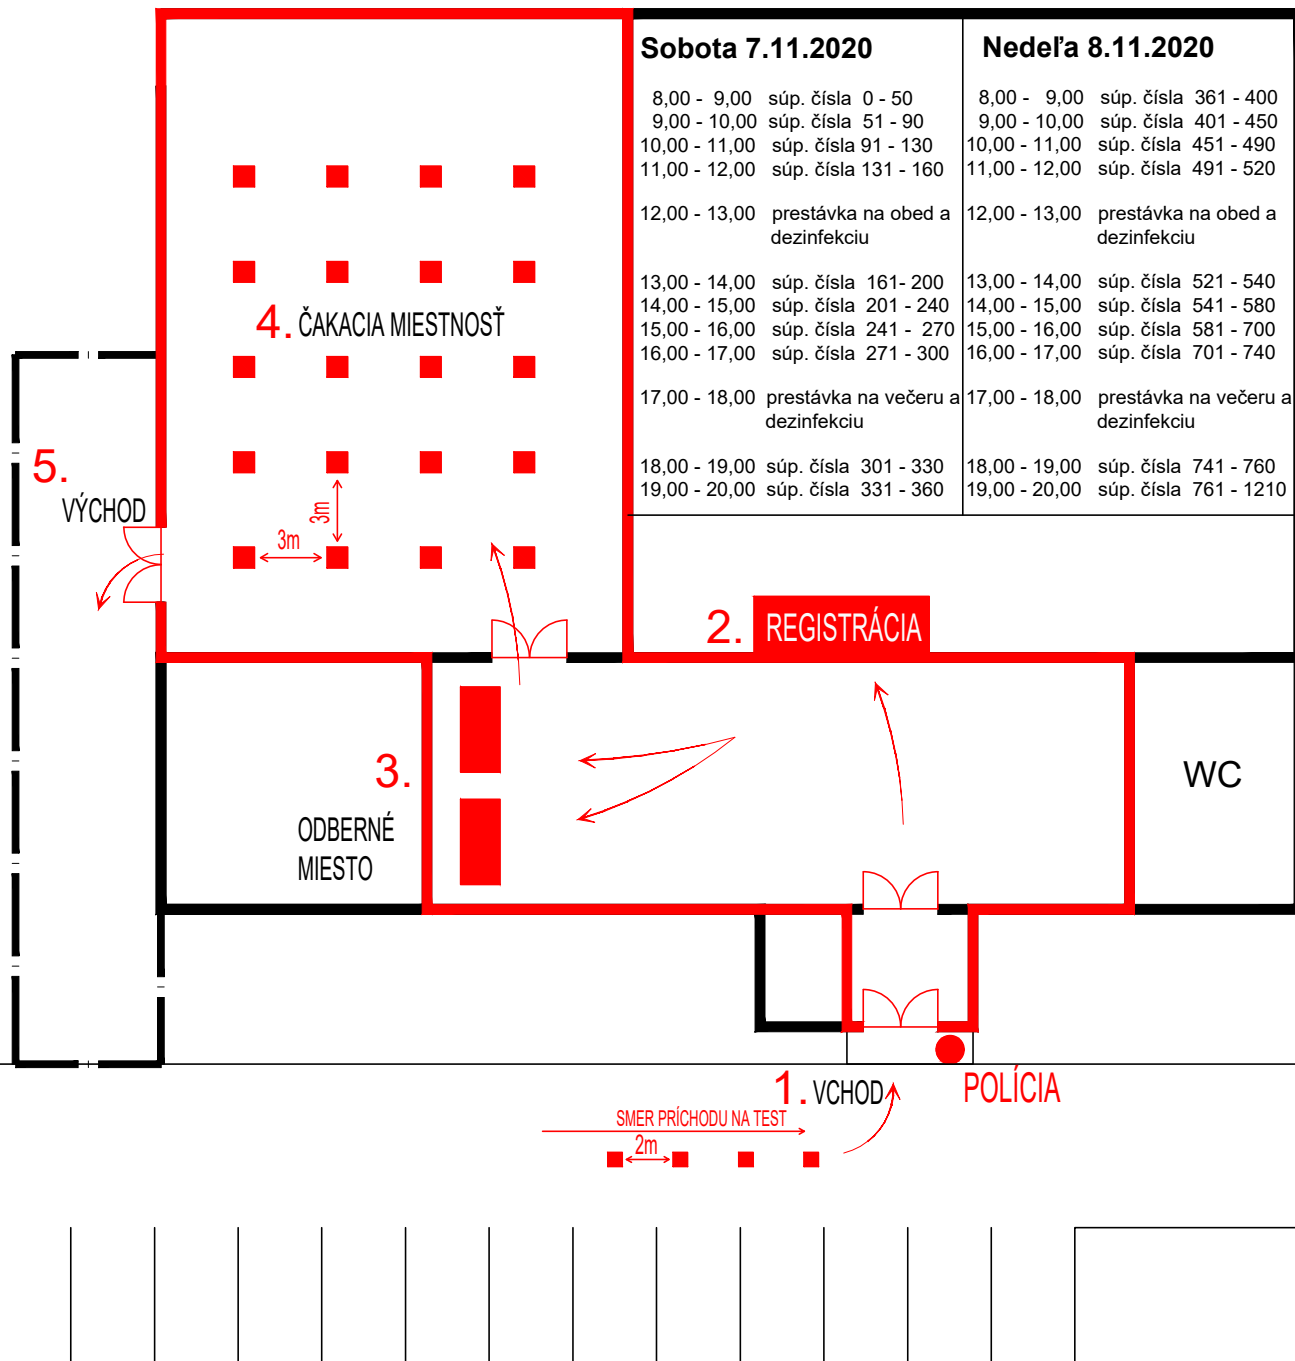 Sobota 7.11.2020
8,00 - 9,00 súp. čísla 0 - 50
9,00 - 10,00 súp. čísla 51 - 90
10,00 - 11,00 súp. čísla 91 - 130
11,00 - 12,00 súp. čísla 131 - 160
12,00 - 13,00 prestávka na obed a
dezinfekciu
13,00 - 14,00 súp. čísla 161- 200
14,00 - 15,00 súp. čísla 201 - 240
15,00 - 16,00 súp. čísla 241 - 270
16,00 - 17,00 súp. čísla 271 - 300
17,00 - 18,00 prestávka na večeru a
dezinfekciu
18,00 - 19,00 súp. čísla 301 - 330
19,00 - 20,00 súp. čísla 331 - 360
Nedeľa 8.11.2020
8,00 - 9,00 súp. čísla 361 - 400
9,00 - 10,00 súp. čísla 401 - 450
10,00 - 11,00 súp. čísla 451 - 490
11,00 - 12,00 súp. čísla 491 - 520
12,00 - 13,00 prestávka na obed a
dezinfekciu
13,00 - 14,00 súp. čísla 521 - 540
14,00 - 15,00 súp. čísla 541 - 580
15,00 - 16,00 súp. čísla 581 - 700
16,00 - 17,00 súp. čísla 701 - 740
17,00 - 18,00 prestávka na večeru a
dezinfekciu
18,00 - 19,00 súp. čísla 741 - 760
19,00 - 20,00 súp. čísla 761 - 1210
4. ČAKACIA MIESTNOSŤ
5.
VÝCHOD
3m
3m
2. REGISTRÁCIA
3.
ODBERNÉ
MIESTO
WC
1. VCHOD
POLÍCIA
SMER PRÍCHODU NA TEST
2m